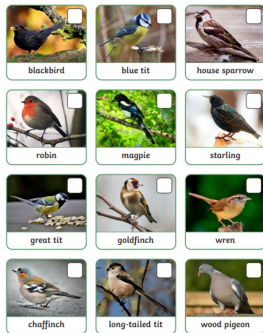 blackbird
blue tit
house sparrow
robin
magpie
starling
great tit
goldfinch
wren
chaffinch
long-tailed tit
wood pigeon